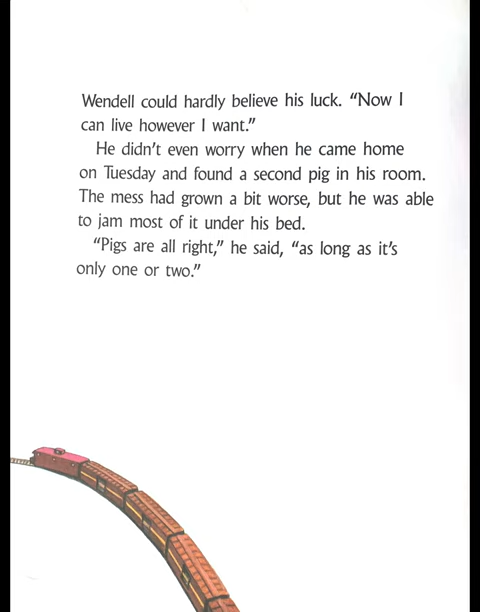 Wendell could hardly believe his luck. “Now I
can live however I want.”
He didn’t even worry when he came home
on Tuesday and found a second pig in his room.
The mess had grown a bit worse, but he was able
to jam most of it under his bed.
“Pigs are all right,” he said, “as long as it’s
only one or two.”